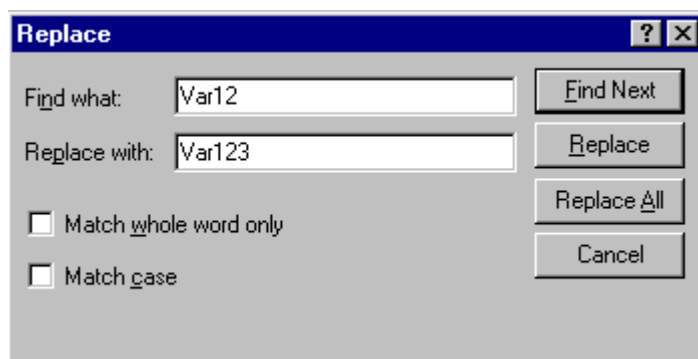 Replace
Find what: Var12
Find Next
Replace with: Var123
Replace
Match whole word only
Replace All
Match case
Cancel